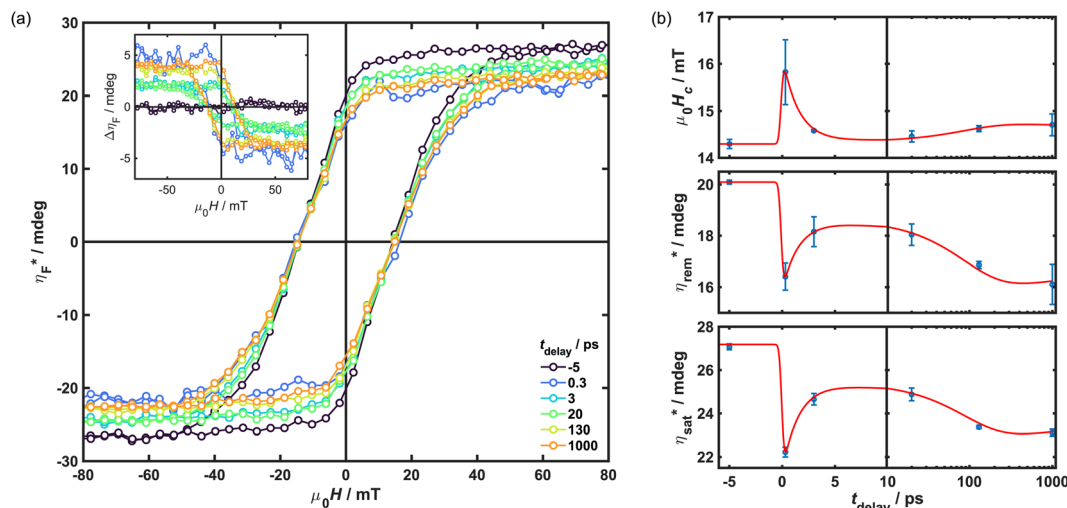 (a)
30
20
10
0
-10
-20
-30
η_F* / mdeg
-80 -60 -40 -20 0 20 40 60 80
μ₀H / mT
5
0
-5
Δη_F / mdeg
-50 0 50
μ₀H / mT
t_delay / ps
-5
0.3
3
20
130
1000
(b)
17
16
15
14
μ₀H_c / mT
20
18
16
η_rem* / mdeg
28
26
24
22
η_sat* / mdeg
-5 0 5 10 100 1000
t_delay / ps